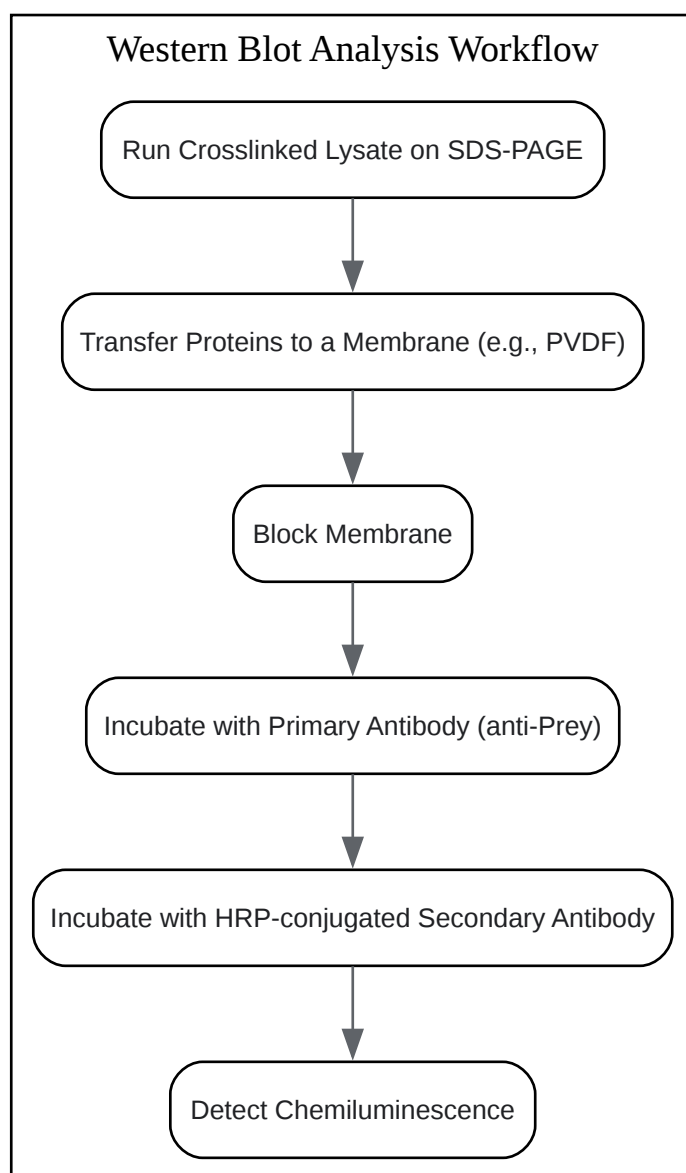 Western Blot Analysis Workflow
Run Crosslinked Lysate on SDS-PAGE
Transfer Proteins to a Membrane (e.g., PVDF)
Block Membrane
Incubate with Primary Antibody (anti-Prey)
Incubate with HRP-conjugated Secondary Antibody
Detect Chemiluminescence